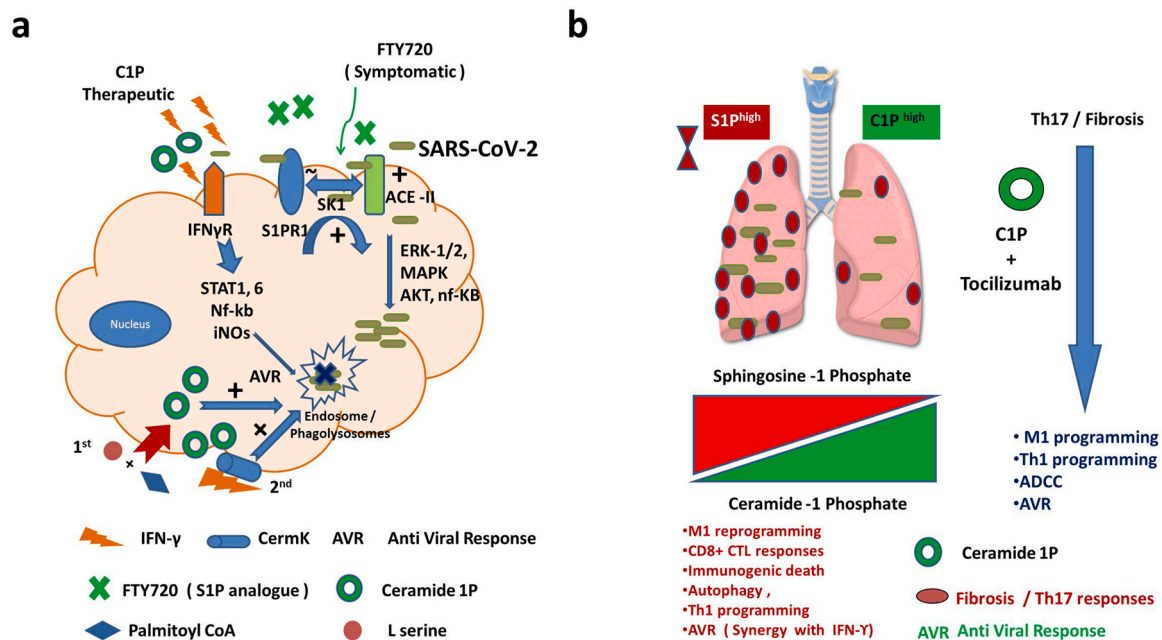 a
C1P
Therapeutic
FTY720
( Symptomatic )
SARS-CoV-2
~
+
SK1
ACE -II
IFNγR
S1PR1
+
ERK-1/2,
MAPK
AKT, nf-KB
STAT1, 6
Nf-kb
iNOs
Nucleus
+
AVR
Endosome /
Phagolysosomes
×
1st
×
2nd
IFN-γ
CermK
AVR
Anti Viral Response
FTY720 ( S1P analogue )
Ceramide 1P
Palmitoyl CoA
L serine
b
S1Phigh
C1P high
Th17 / Fibrosis
C1P
+
Tocilizumab
Sphingosine -1 Phosphate
Ceramide -1 Phosphate
• M1 programming
• Th1 programming
• ADCC
• AVR
•M1 reprogramming
•CD8+ CTL responses
•Immunogenic death
•Autophagy ,
•Th1 programming
•AVR ( Synergy with IFN-ϒ)
Ceramide 1P
Fibrosis / Th17 responses
AVR Anti Viral Response